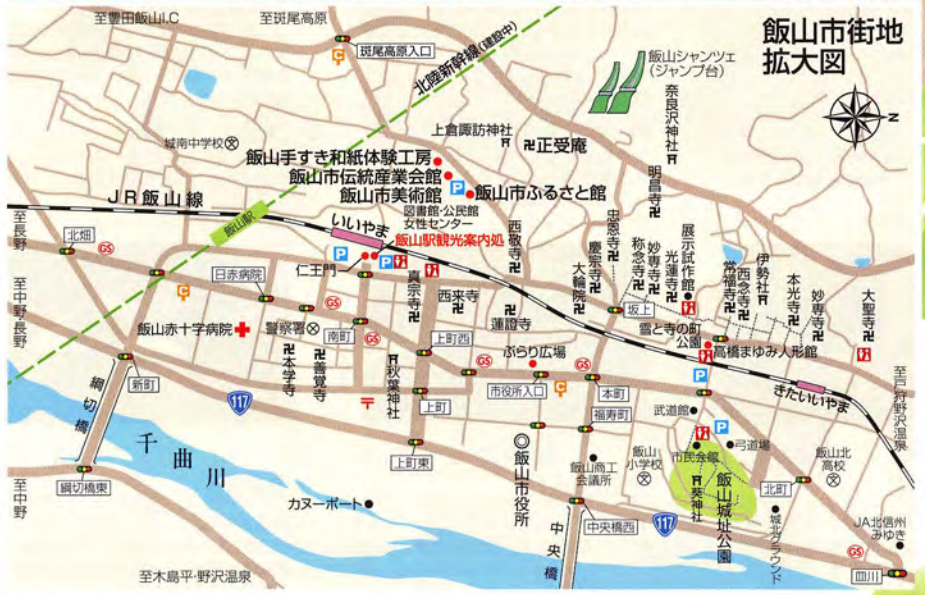 至豊田飯山I.C
至斑尾高原
斑尾高原入口
北陸新幹線(建設中)
飯山シャンツェ
(ジャンプ台)
飯山市街地
拡大図
N
城南中学校
上倉諏訪神社
正受庵
奈良沢神社
明昌寺
飯山手すき和紙体験工房
飯山市伝統産業会館
飯山市美術館
P
飯山市ふるさと館
図書館・公民館
女性センター
JR飯山線
飯山駅
いいやま
飯山駅観光案内処
仁王門
P
P
西敬寺
忠恩寺
慶宗寺
大輪院
称念寺
妙専寺
光蓮寺
展示試作館
常福寺
西念寺
伊勢社
本光寺
妙専寺
大聖寺
至長野
北畑
GS
C
C
日赤病院
GS
真宗寺
西来寺
蓮證寺
坂上
雪と寺の町
公園
高橋まゆみ人形館
至中野・長野
飯山赤十字病院
警察署
南町
GS
上町西
GS
ぶらり広場
GS
P
きたいいやま
至戸狩野沢温泉
新町
本学寺
善覚寺
〒
秋葉神社
上町
市役所入口
C
本町
綱切橋
117
福寿町
武道館
P
弓道場
上町東
飯山市役所
飯山商工
会議所
飯山
小学校
市民会館
飯山北
高校
千曲川
葵神社
飯山城址公園
北町
至中野
綱切橋東
カヌーポート
中央橋西
117
城北グラウンド
JA北信州
みゆき
GS
中央橋
四川
至木島平・野沢温泉